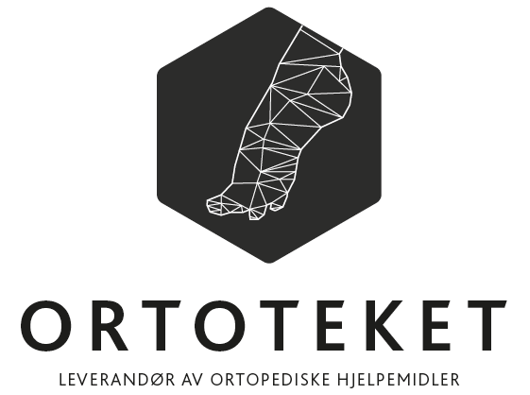 ORTOTEKET
LEVERANDØR AV ORTOPEDISKE HJELPEMIDLER